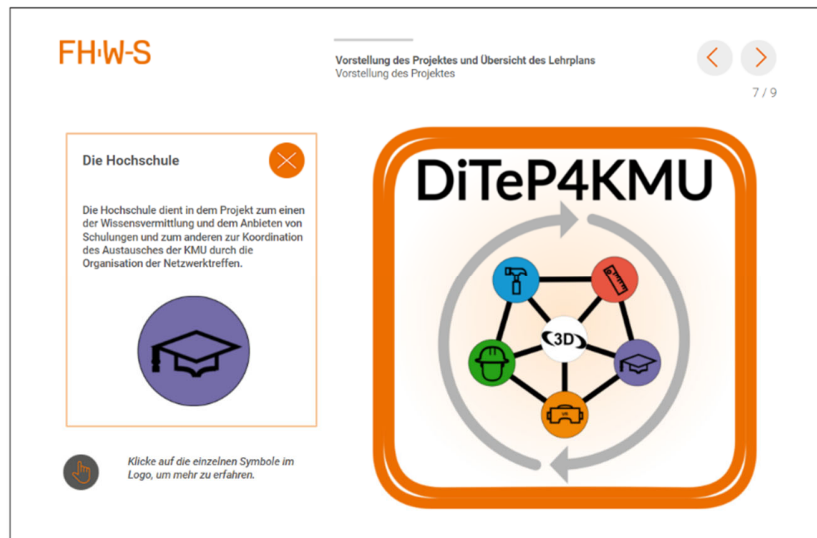 FH·W-S
Vorstellung des Projektes und Übersicht des Lehrplans
Vorstellung des Projektes
7 / 9
Die Hochschule
Die Hochschule dient in dem Projekt zum einen
der Wissensvermittlung und dem Anbieten von
Schulungen und zum anderen zur Koordination
des Austausches der KMU durch die
Organisation der Netzwerktreffen.
Klicke auf die einzelnen Symbole im
Logo, um mehr zu erfahren.
DiTeP4KMU
3D
VR